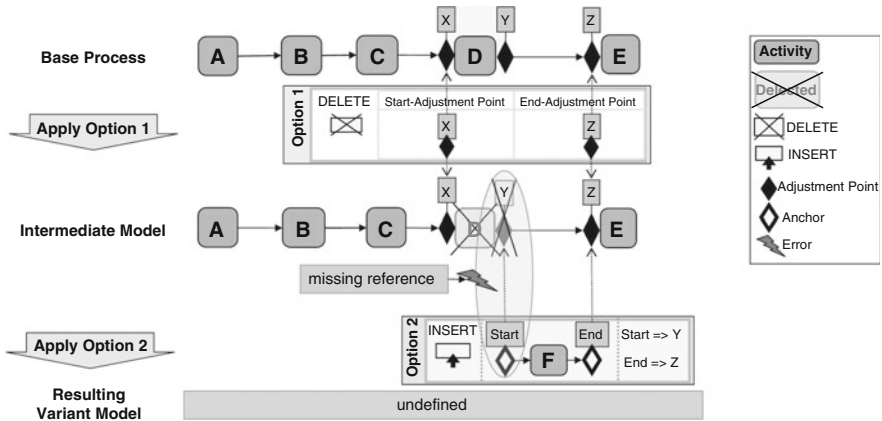 X Y Z
Base Process A B C D E
Option 1
DELETE Start-Adjustment Point End-Adjustment Point
X Z
Apply Option 1
X Y Z
Intermediate Model A B C D E
missing reference
Option 2
INSERT Start End Start => Y
F End => Z
Apply Option 2
Resulting
Variant Model
undefined
Activity
Deleted
DELETE
INSERT
Adjustment Point
Anchor
Error